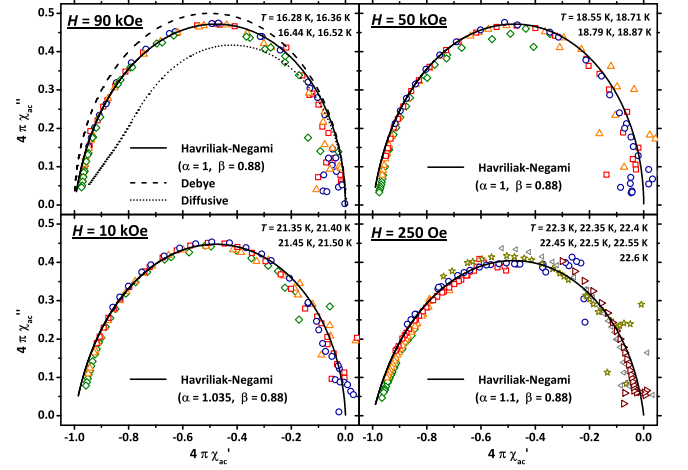 H = 90 kOe
T = 16.28 K, 16.36 K
16.44 K, 16.52 K
Havriliak-Negami
(α = 1, β = 0.88)
Debye
Diffusive
H = 50 kOe
T = 18.55 K, 18.71 K
18.79 K, 18.87 K
Havriliak-Negami
(α = 1, β = 0.88)
0.5
0.4
0.3
0.2
0.1
0.0
4 π χac''
H = 10 kOe
T = 21.35 K, 21.40 K
21.45 K, 21.50 K
Havriliak-Negami
(α = 1.035, β = 0.88)
H = 250 Oe
T = 22.3 K, 22.35 K, 22.4 K
22.45 K, 22.5 K, 22.55 K
22.6 K
Havriliak-Negami
(α = 1.1, β = 0.88)
0.5
0.4
0.3
0.2
0.1
0.0
4 π χac''
-1.0 -0.8 -0.6 -0.4 -0.2 0.0
-1.0 -0.8 -0.6 -0.4 -0.2 0.0
4 π χac'
4 π χac'